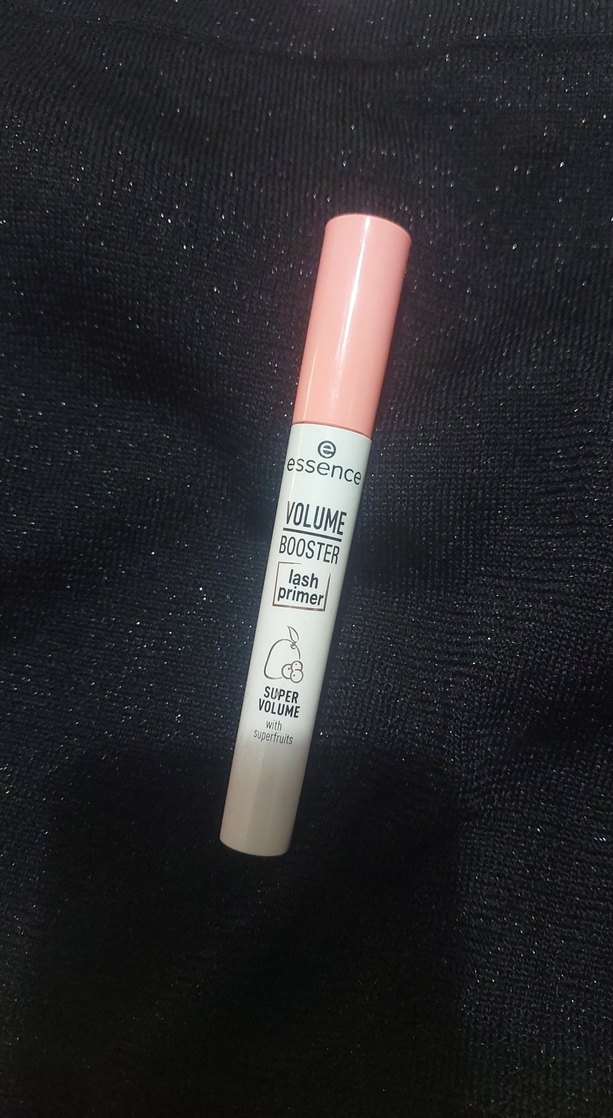 essence
VOLUME
BOOSTER
lash
primer
SUPER
VOLUME
with
superfruits